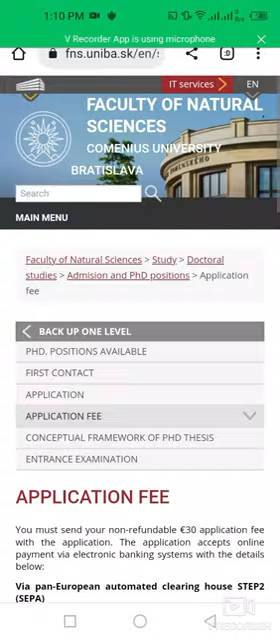 1:10 PM
V Recorder App is using microphone
fns.uniba.sk/en/s
IT services
EN
FACULTY OF NATURAL
SCIENCES
COMENIUS UNIVERSITY
BRATISLAVA
Search
MAIN MENU
Faculty of Natural Sciences > Study > Doctoral
studies > Admision and PhD positions > Application
fee
BACK UP ONE LEVEL
PHD. POSITIONS AVAILABLE
FIRST CONTACT
APPLICATION
APPLICATION FEE
CONCEPTUAL FRAMEWORK OF PHD THESIS
ENTRANCE EXAMINATION
APPLICATION FEE
You must send your non-refundable €30 application fee
with the application. The application accepts online
payment via electronic banking systems with the details
below:
Via pan-European automated clearing house STEP2
(SEPA)